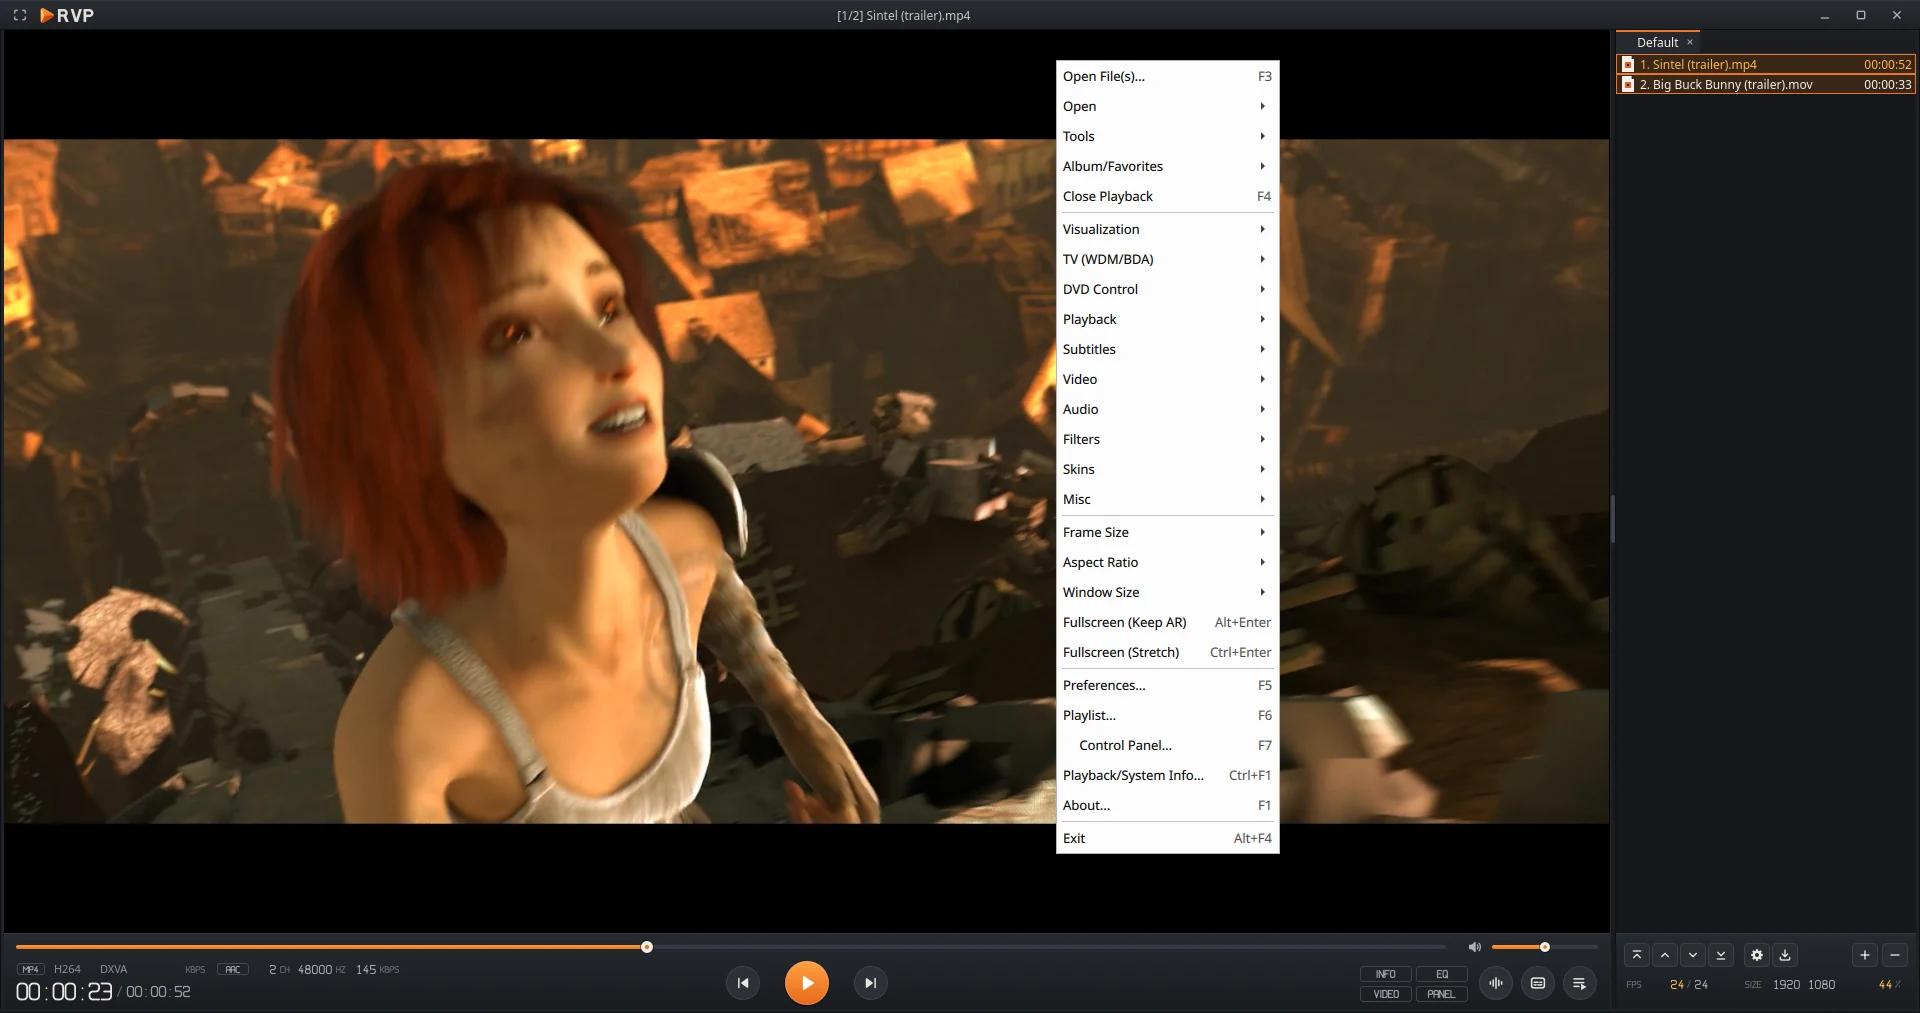 RVP
[1/2] Sintel (trailer).mp4
Default
1. Sintel (trailer).mp4 00:00:52
2. Big Buck Bunny (trailer).mov 00:00:33
Open File(s)... F3
Open
Tools
Album/Favorites
Close Playback F4
Visualization
TV (WDM/BDA)
DVD Control
Playback
Subtitles
Video
Audio
Filters
Skins
Misc
Frame Size
Aspect Ratio
Window Size
Fullscreen (Keep AR) Alt+Enter
Fullscreen (Stretch) Ctrl+Enter
Preferences... F5
Playlist... F6
Control Panel... F7
Playback/System Info... Ctrl+F1
About... F1
Exit Alt+F4
MP4 H264 DXVA KBPS AAC 2 CH 48000 HZ 145 KBPS
00:00:23 / 00:00:52
INFO EQ
VIDEO PANEL
FPS 24 / 24 SIZE 1920 1080 44 %